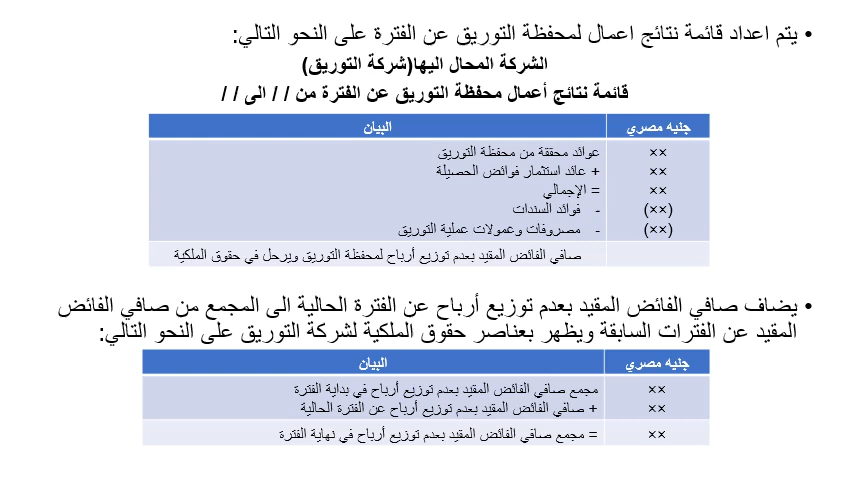 • يتم اعداد قائمة نتائج اعمال لمحفظة التوريق عن الفترة على النحو التالي:
الشركة المحال اليها(شركة التوريق)
قائمة نتائج أعمال محفظة التوريق عن الفترة من / / الى / /
جنيه مصري البيان
×× عوائد محققة من محفظة التوريق
×× + عائد استثمار فوائض الحصيلة
×× = الإجمالي
(××) - فوائد السندات
(××) - مصروفات وعمولات عملية التوريق
صافي الفائض المقيد بعدم توزيع أرباح لمحفظة التوريق ويرحل في حقوق الملكية
• يضاف صافي الفائض المقيد بعدم توزيع أرباح عن الفترة الحالية الى المجمع من صافي الفائض
المقيد عن الفترات السابقة ويظهر بعناصر حقوق الملكية لشركة التوريق على النحو التالي:
جنيه مصري البيان
×× مجمع صافي الفائض المقيد بعدم توزيع أرباح في بداية الفترة
×× + صافي الفائض المقيد بعدم توزيع أرباح عن الفترة الحالية
×× = مجمع صافي الفائض المقيد بعدم توزيع أرباح في نهاية الفترة